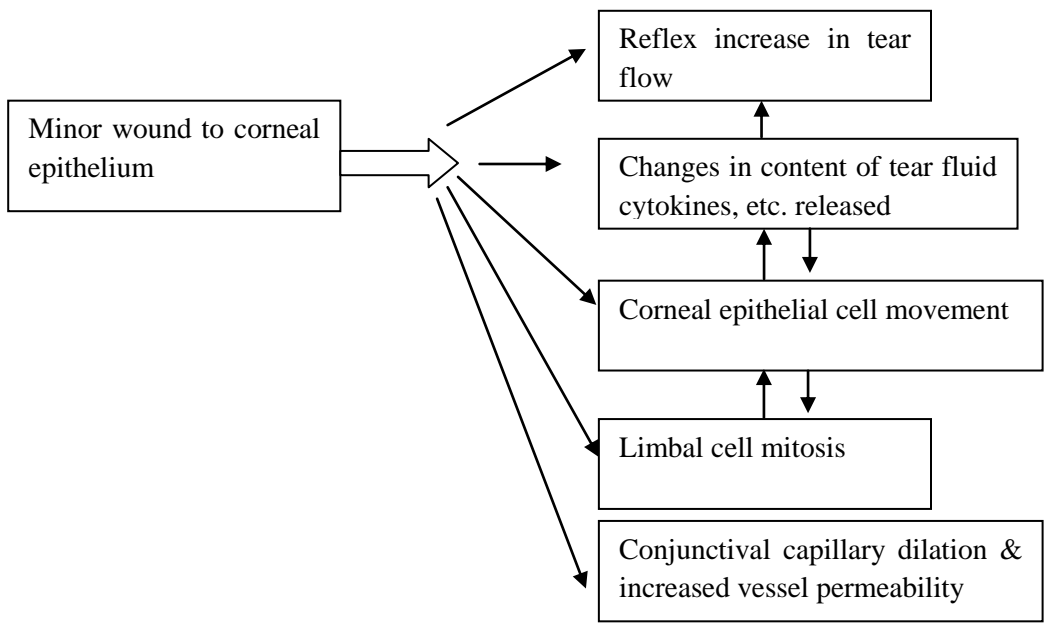 Reflex increase in tear
flow
Minor wound to corneal
epithelium
Changes in content of tear fluid
cytokines, etc. released
Corneal epithelial cell movement
Limbal cell mitosis
Conjunctival capillary dilation &
increased vessel permeability